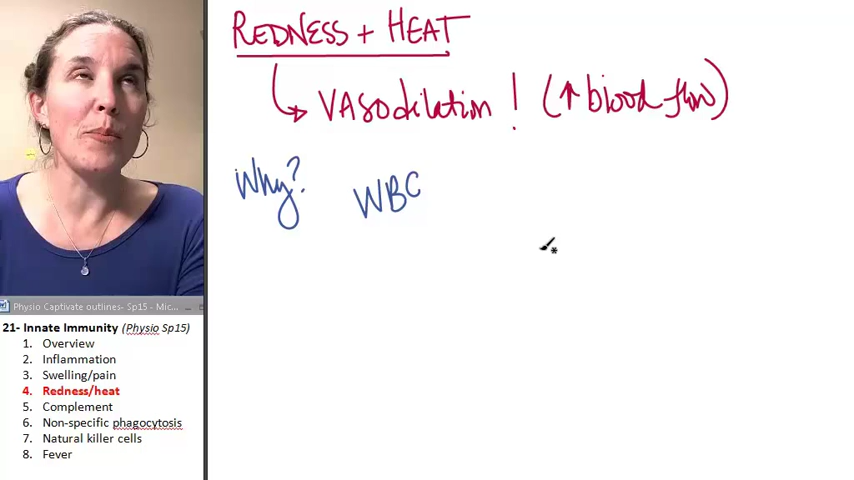 REDNESS + HEAT
VASodilation ! (↑ blood flow)
Why? WBC
Physio Captivate outlines- Sp15 - Mic...
21- Innate Immunity (Physio Sp15)
1. Overview
2. Inflammation
3. Swelling/pain
4. Redness/heat
5. Complement
6. Non-specific phagocytosis
7. Natural killer cells
8. Fever